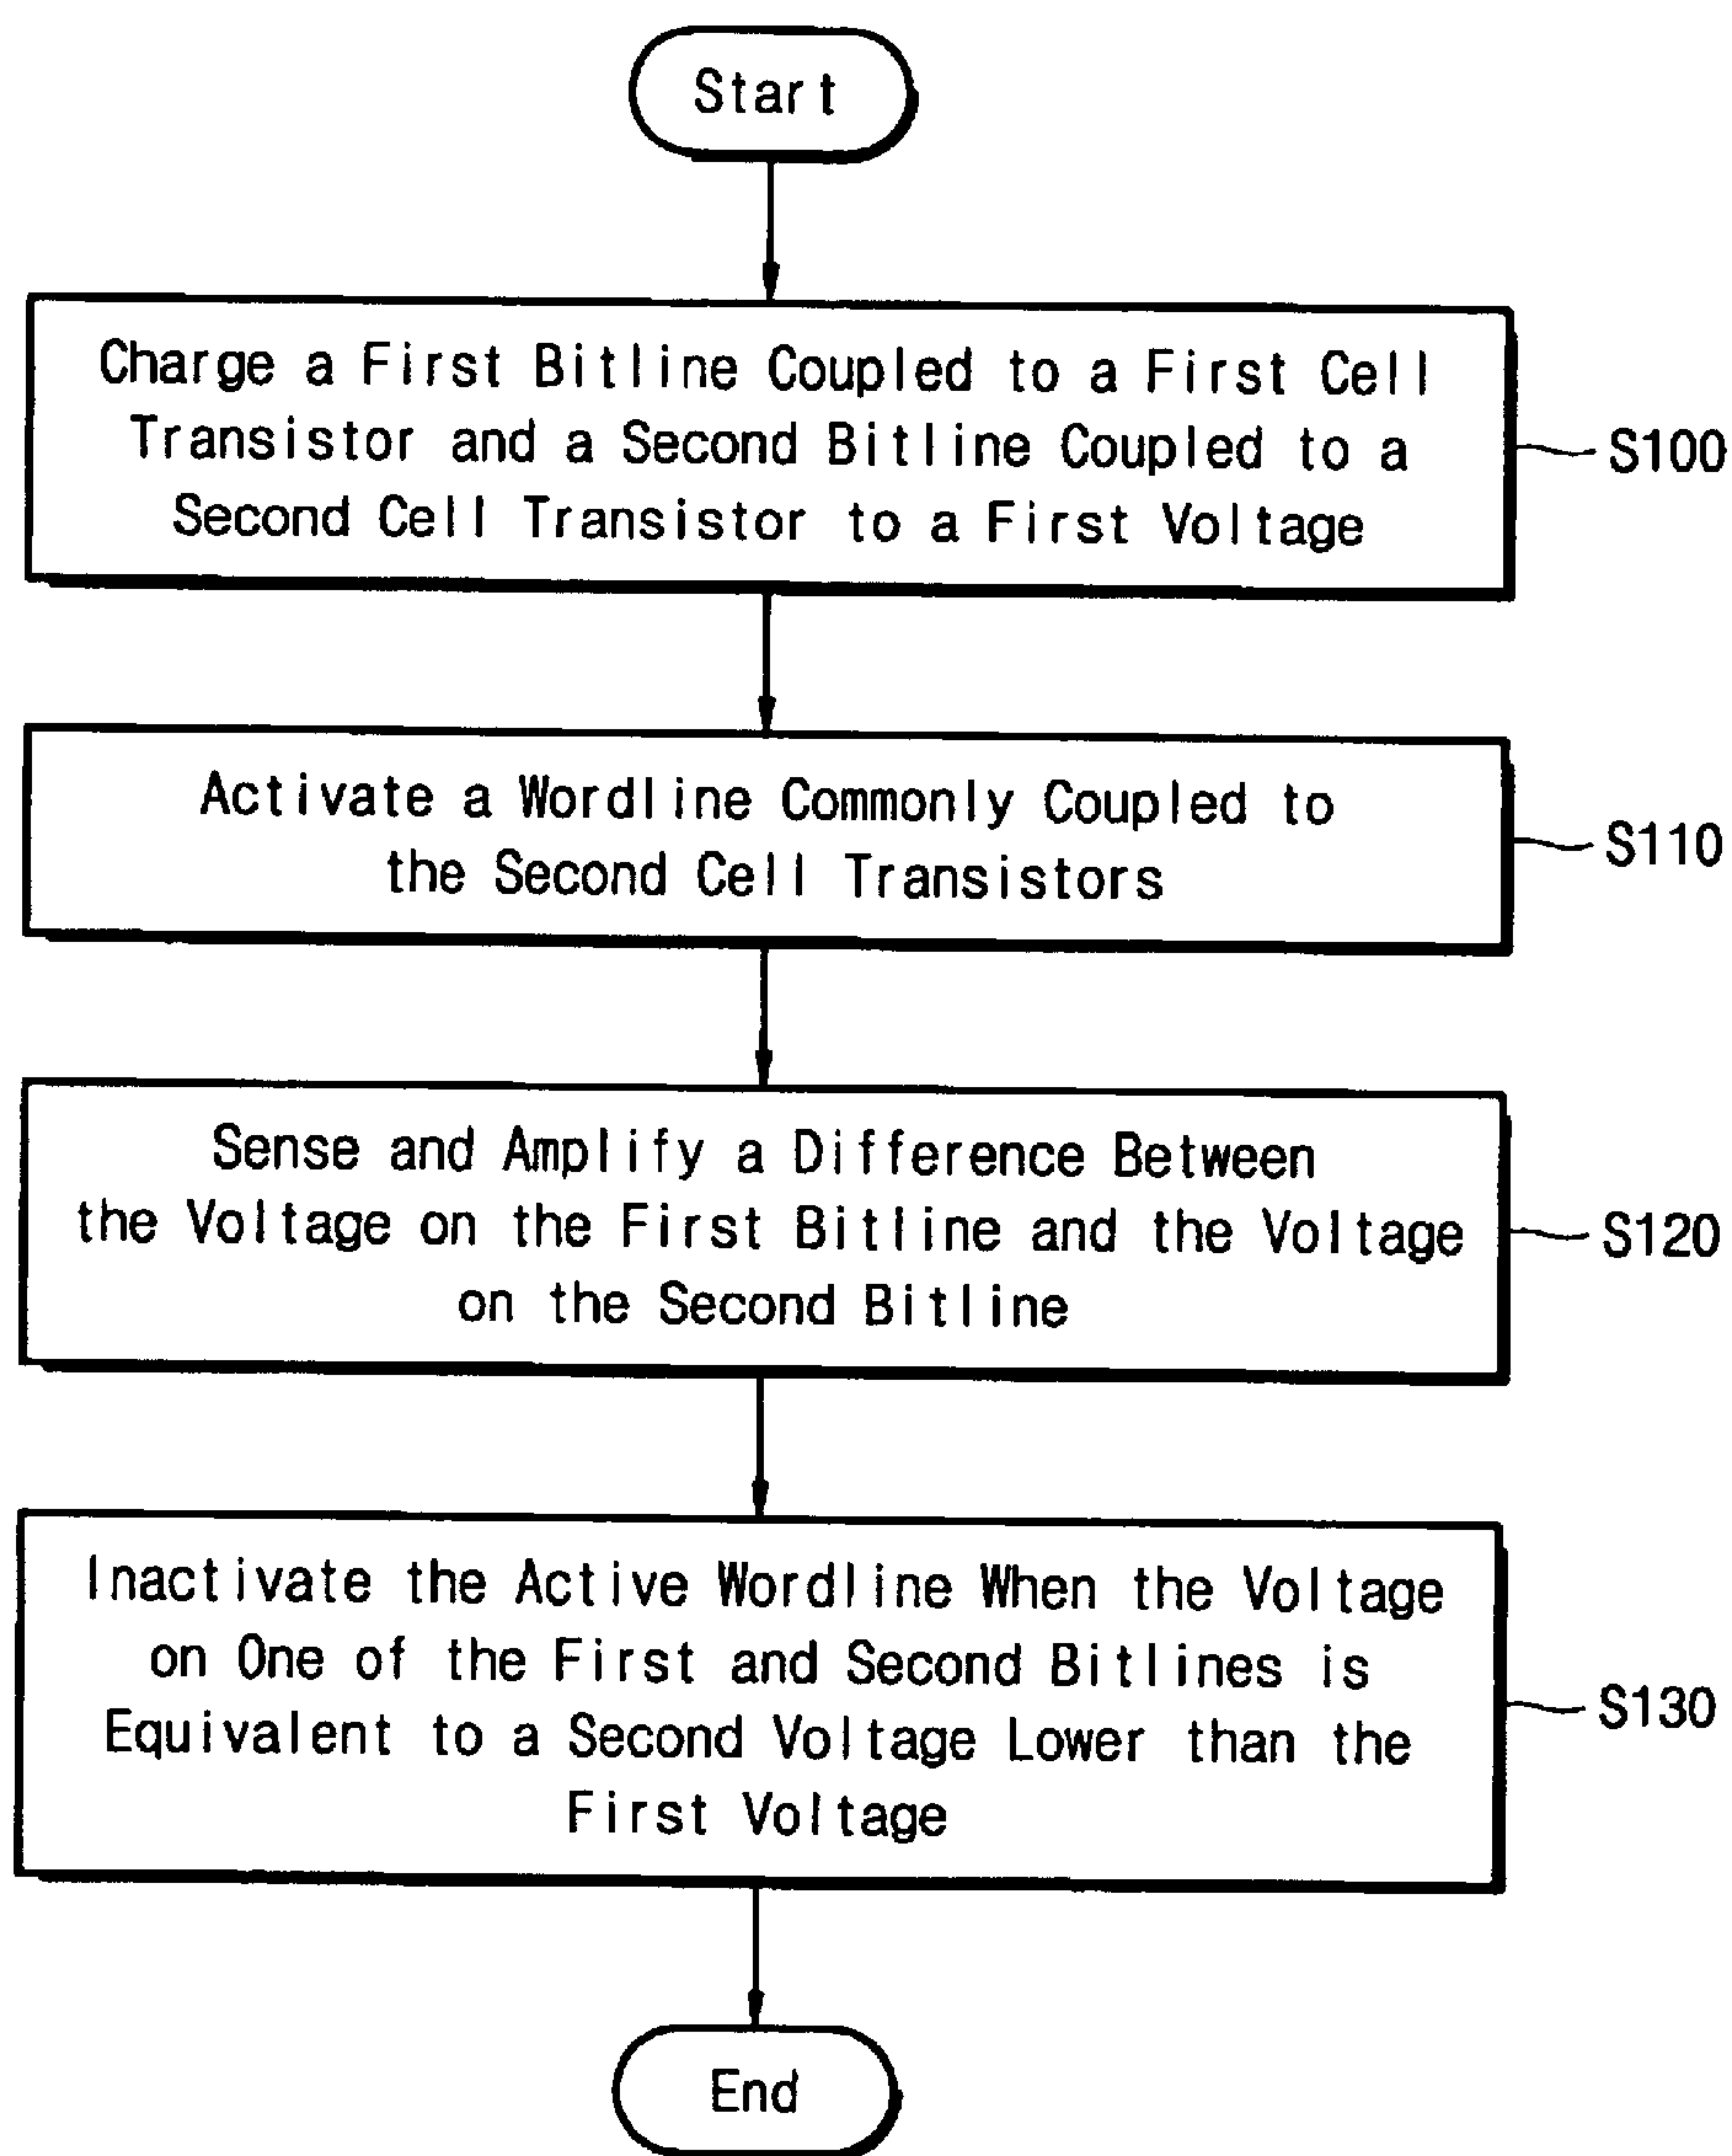 Start
Charge a First Bitline Coupled to a First Cell
Transistor and a Second Bitline Coupled to a
Second Cell Transistor to a First Voltage
S100
Activate a Wordline Commonly Coupled to
the Second Cell Transistors
S110
Sense and Amplify a Difference Between
the Voltage on the First Bitline and the Voltage
on the Second Bitline
S120
Inactivate the Active Wordline When the Voltage
on One of the First and Second Bitlines is
Equivalent to a Second Voltage Lower than the
First Voltage
S130
End